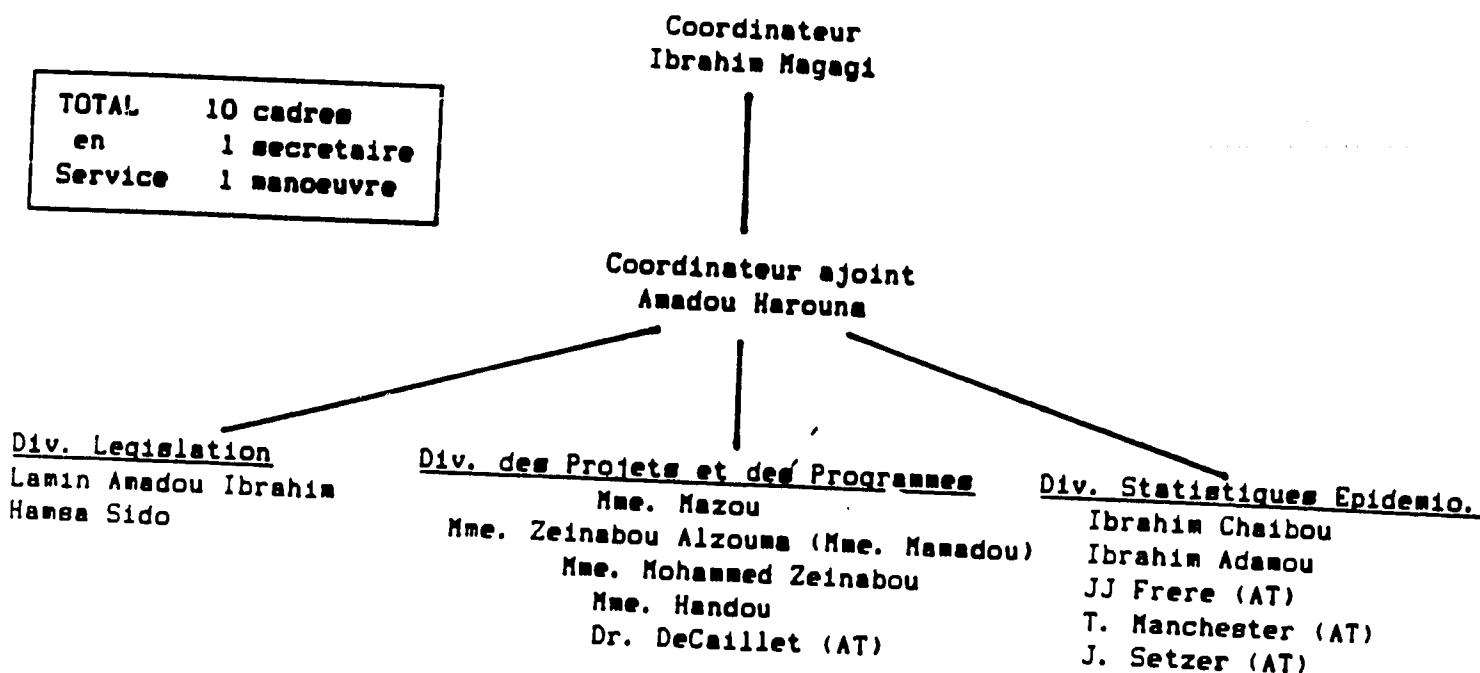 Coordinateur
Ibrahim Magagi
TOTAL 10 cadres
en 1 secretaire
Service 1 manoeuvre
Coordinateur ajoint
Amadou Harouna
Div. Legislation
Lamin Amadou Ibrahim
Hamsa Sido
Div. des Projets et des Programmes
Mme. Mazou
Mme. Zeinabou Alzouma (Mme. Mamadou)
Mme. Mohammed Zeinabou
Mme. Handou
Dr. DeCaillet (AT)
Div. Statistiques Epidemio.
Ibrahim Chaibou
Ibrahim Adamou
JJ Frere (AT)
T. Manchester (AT)
J. Setzer (AT)